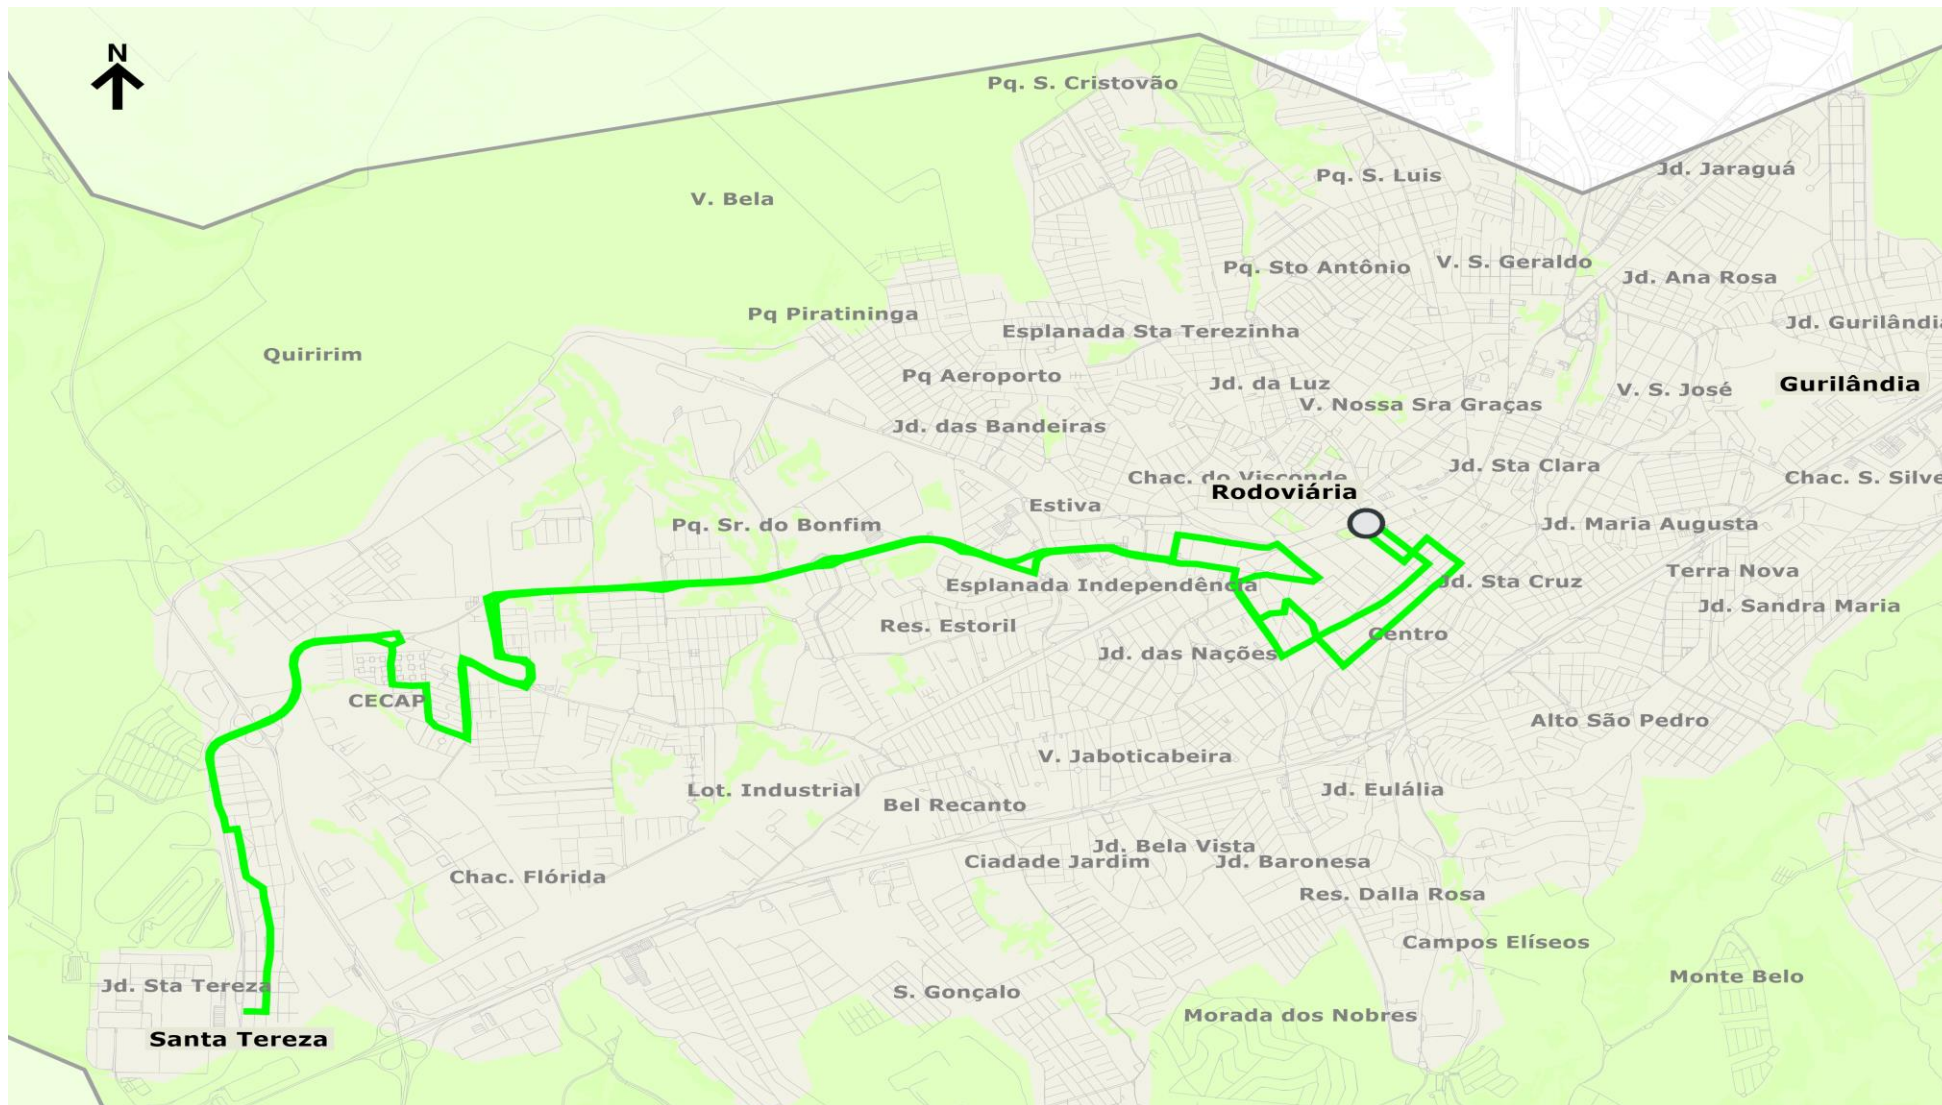 N
Pq. S. Cristovão
Jd. Jaraguá
Pq. S. Luis
V. Bela
V. S. Geraldo
Pq. Sto Antônio
Jd. Ana Rosa
Pq Piratininga
Jd. Gurilândia
Esplanada Sta Terezinha
Quiririm
Pq Aeroporto
Jd. da Luz
Gurilândia
V. S. José
V. Nossa Sra Graças
Jd. das Bandeiras
Jd. Sta Clara
Chac. do Visconde
Chac. S. Silve
Rodoviária
Estiva
Pq. Sr. do Bonfim
Jd. Maria Augusta
Terra Nova
Esplanada Independência
Jd. Sta Cruz
Jd. Sandra Maria
Res. Estoril
Centro
Jd. das Nações
CECAP
Alto São Pedro
V. Jaboticabeira
Lot. Industrial
Jd. Eulália
Bel Recanto
Jd. Bela Vista
Ciadade Jardim
Jd. Baronesa
Chac. Flórida
Res. Dalla Rosa
Campos Elíseos
Monte Belo
Jd. Sta Tereza
S. Gonçalo
Morada dos Nobres
Santa Tereza